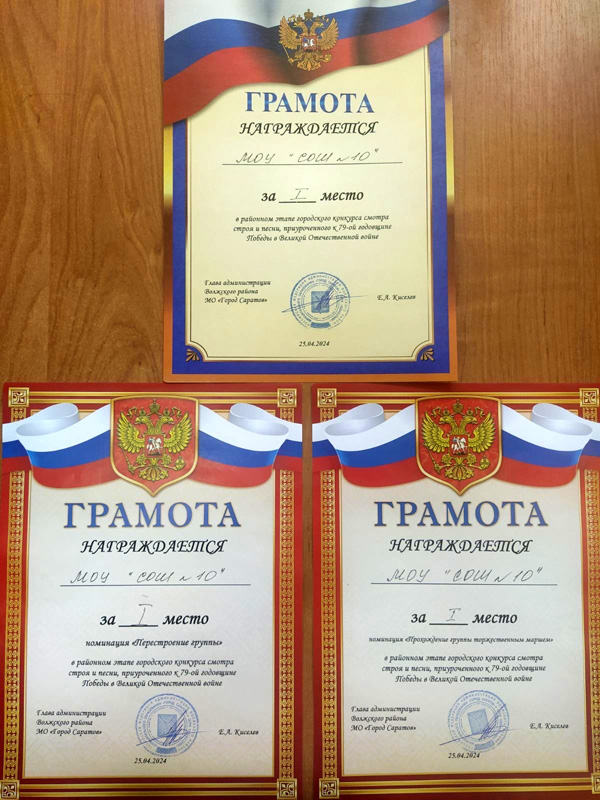 ГРАМОТА
НАГРАЖДАЕТСЯ
МОУ "СОШ №10"
за I место
в районном этапе городского конкурса смотра
строя и песни, приуроченного к 79-ой годовщине
Победы в Великой Отечественной войне
Глава администрации
Волжского района
МО «Город Саратов»
Е.А. Киселев
25.04.2024
ГРАМОТА
НАГРАЖДАЕТСЯ
МОУ "СОШ №10"
за I место
номинация «Перестроение группы»
в районном этапе городского конкурса смотра
строя и песни, приуроченного к 79-ой годовщине
Победы в Великой Отечественной войне
Глава администрации
Волжского района
МО «Город Саратов»
Е.А. Киселев
25.04.2024
ГРАМОТА
НАГРАЖДАЕТСЯ
МОУ "СОШ №10"
за I место
номинация «Прохождение группы торжественным маршем»
в районном этапе городского конкурса смотра
строя и песни, приуроченного к 79-ой годовщине
Победы в Великой Отечественной войне
Глава администрации
Волжского района
МО «Город Саратов»
Е.А. Киселев
25.04.2024